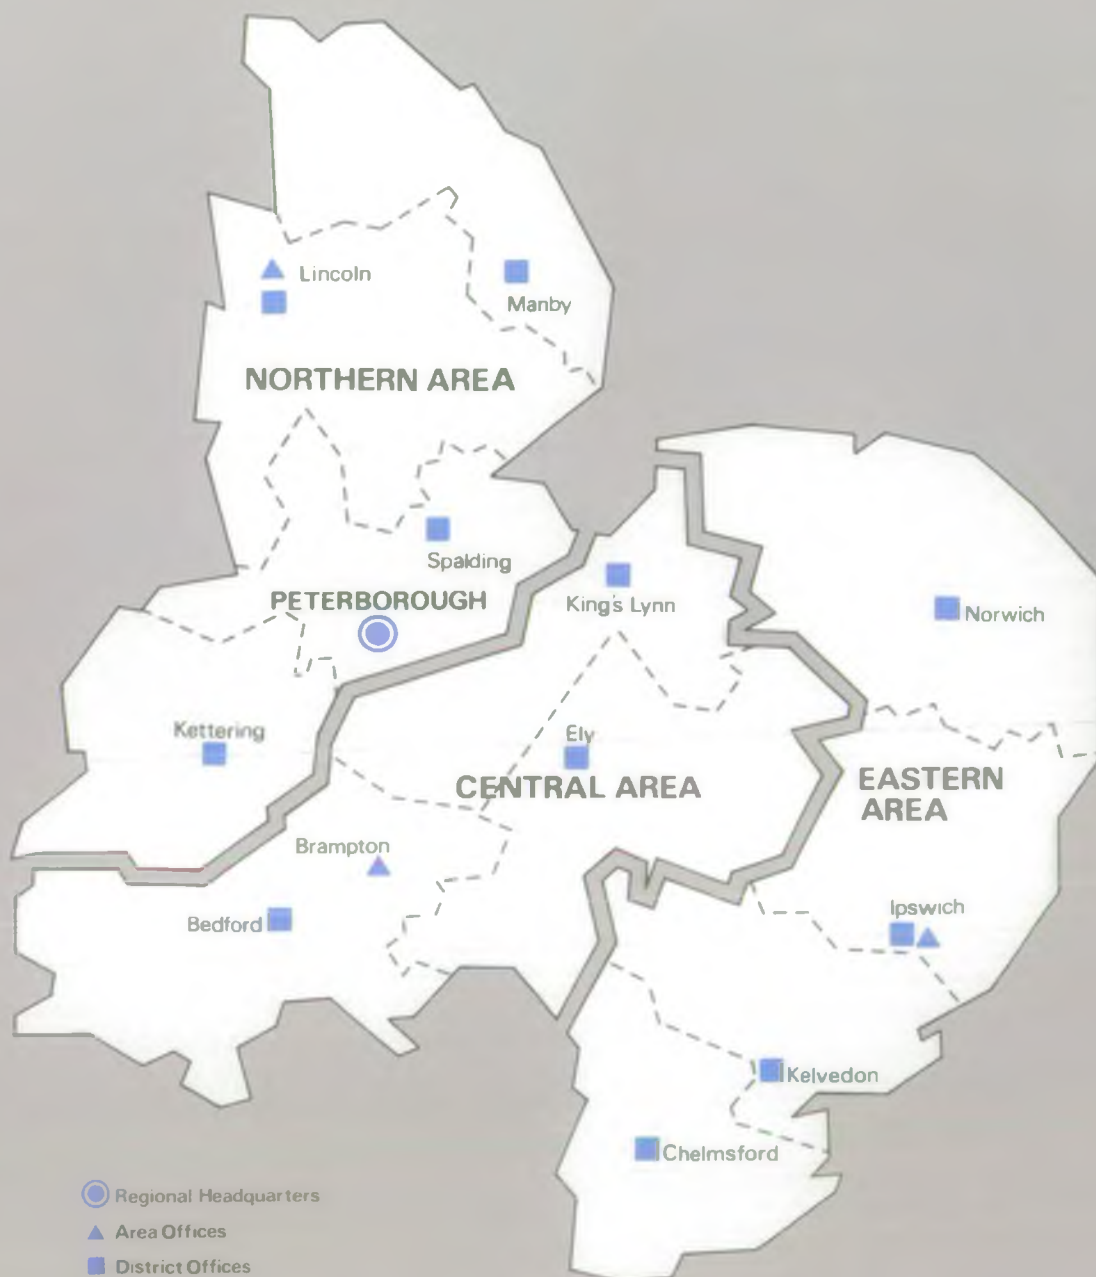 Lincoln
Manby
NORTHERN AREA
Spalding
PETERBOROUGH
King's Lynn
Norwich
Kettering
Ely
CENTRAL AREA
EASTERN
AREA
Brampton
Bedford
Ipswich
Kelvedon
Chelmsford
Regional Headquarters
Area Offices
District Offices